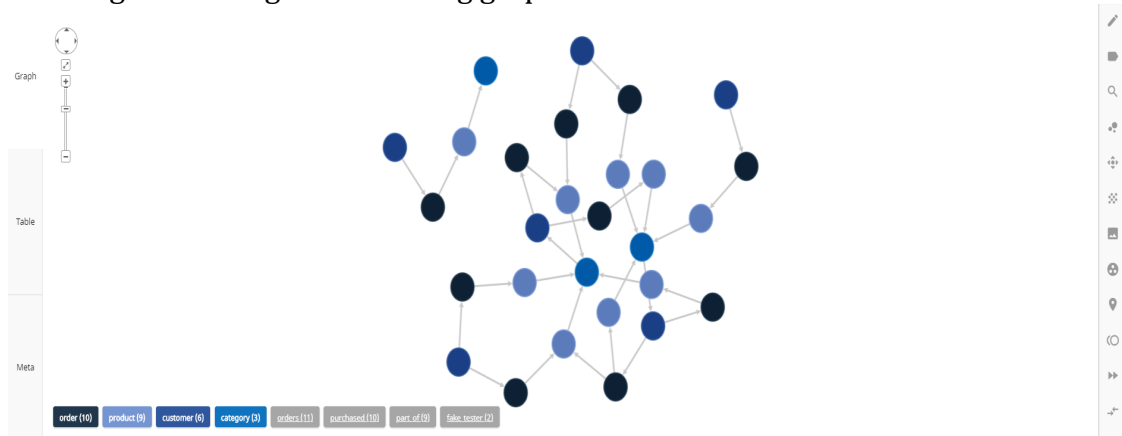 Graph
Table
Meta
order (10) product (9) customer (6) category (3) orders (11) purchased (10) part of (9) fake tester (2)